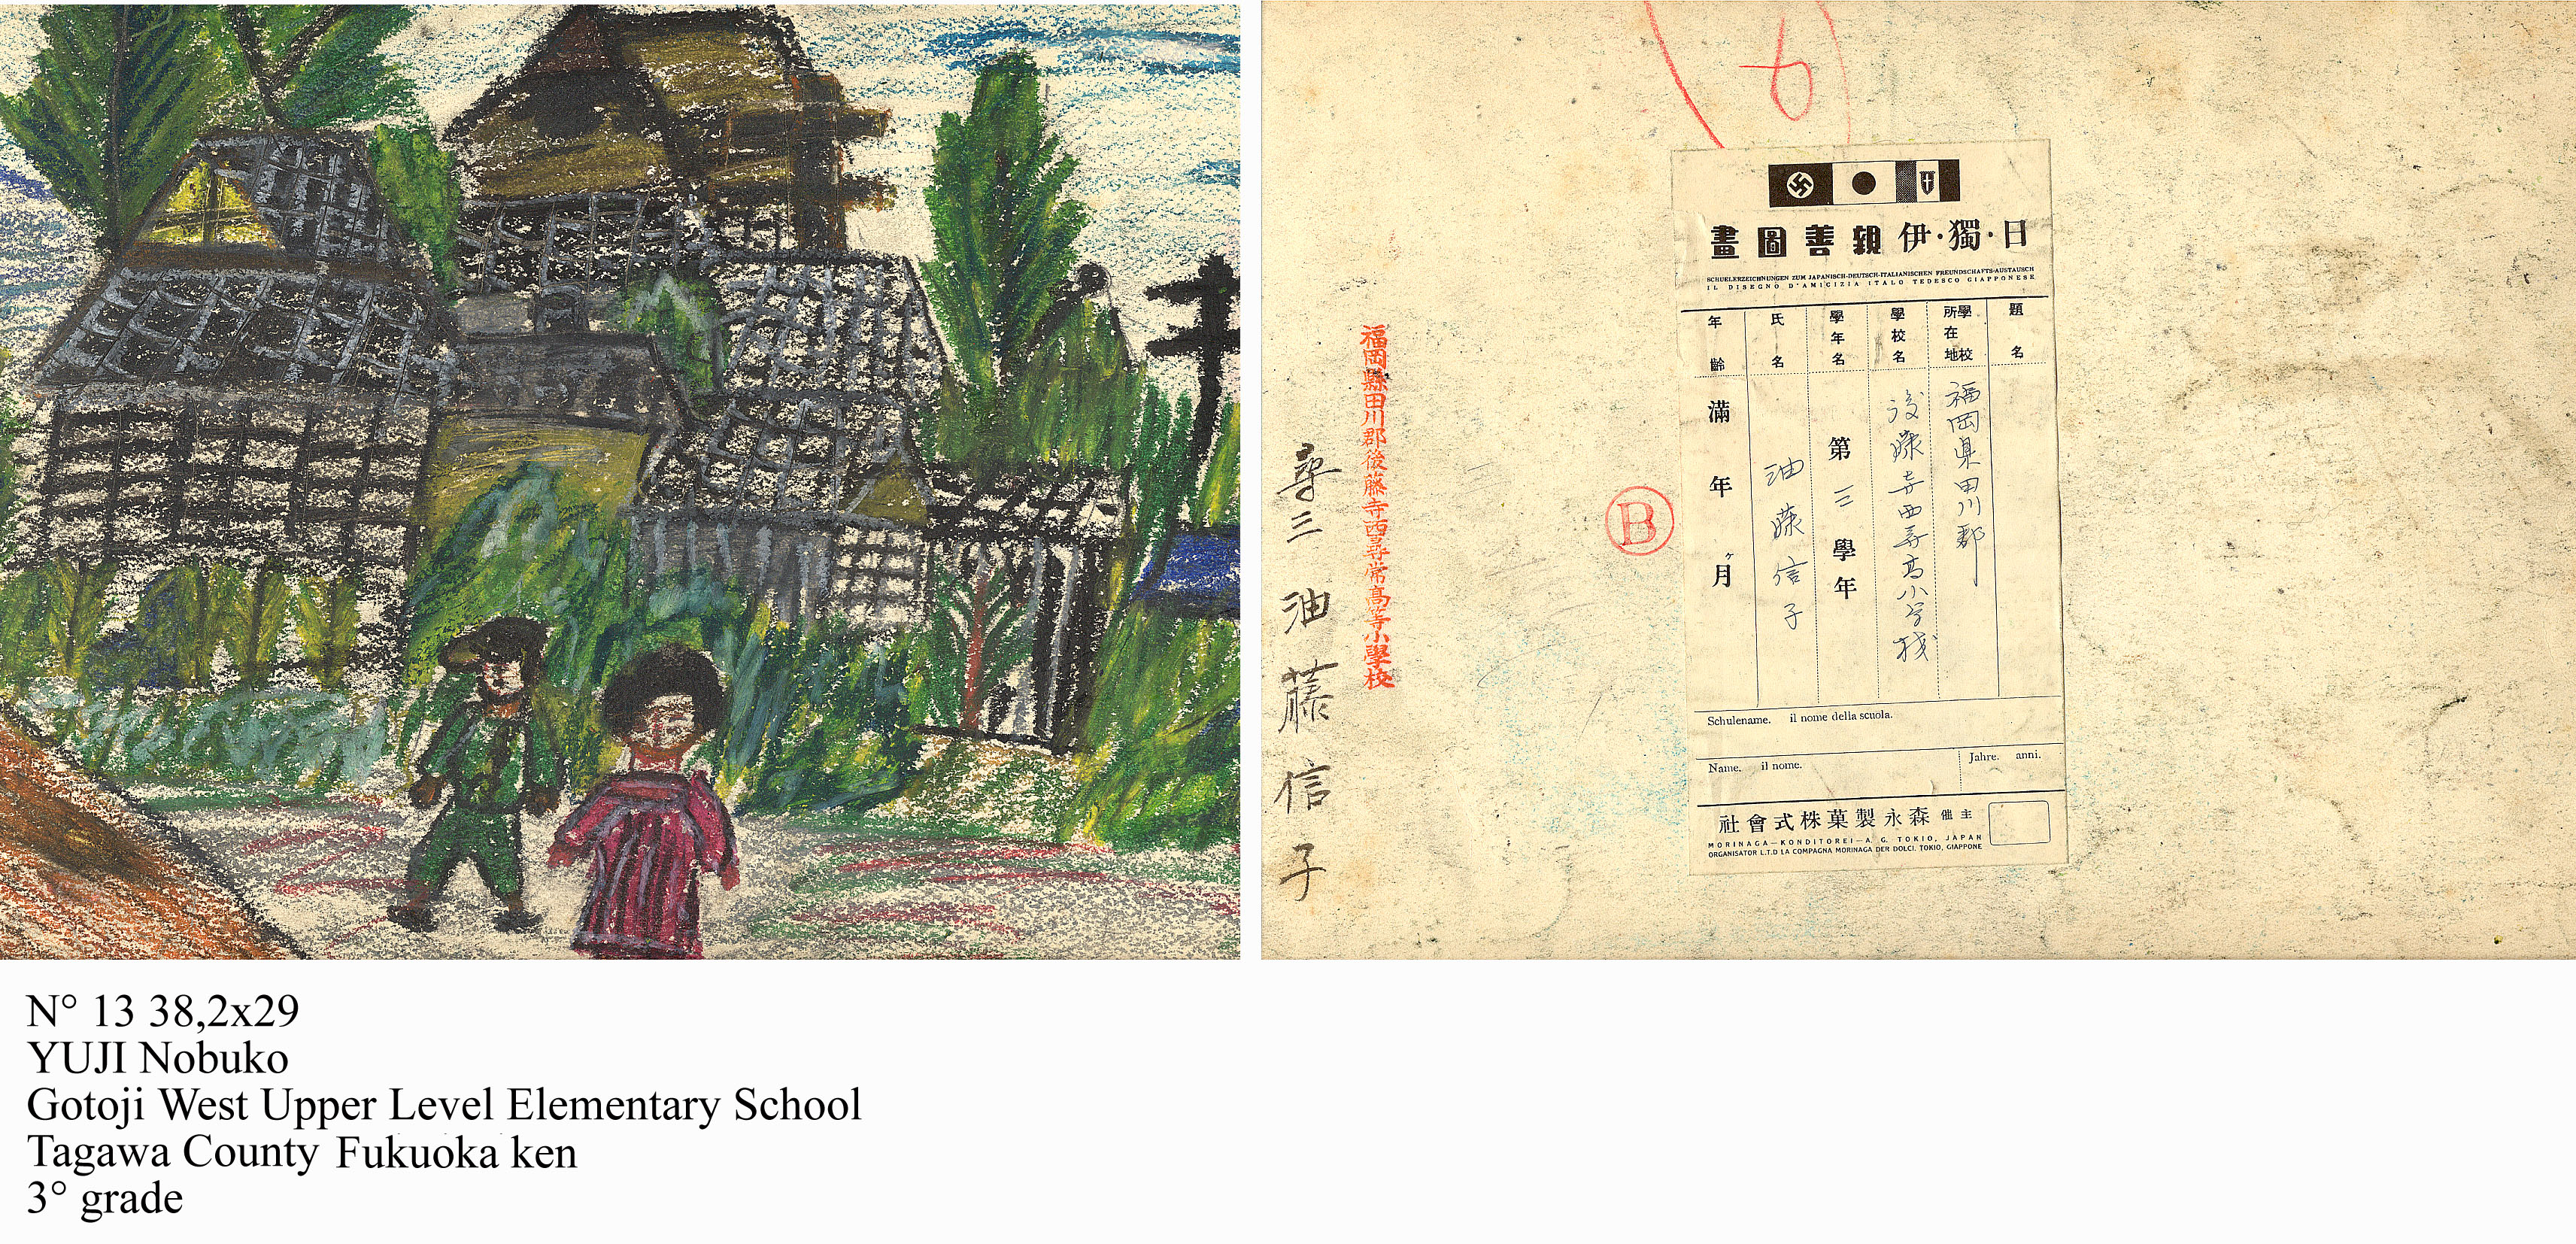 N° 13 38,2x29
YUJI Nobuko
Gotoji West Upper Level Elementary School
Tagawa County Fukuoka ken
3° grade
尋三 油藤信子
福岡縣田川郡後藤寺西尋常高等小學校
B
日・獨・伊親善圖畫
SCHUELERZEICHNUNGEN ZUM JAPANISCH-DEUTSCH-ITALIANISCHEN FREUNDSCHAFTS-AUSTAUSCH
IL DISEGNO D'AMICIZIA ITALO TEDESCO GIAPPONESE
題名
學校所在地 福岡県田川郡
學校名 後藤寺西尋高小学校
學年名 第三學年
氏名 油藤信子
年齡 滿 年 ヶ月
Schulename. il nome della scuola.
Name. il nome.
Jahre. anni.
主催 森永製菓株式會社
MORINAGA—KONDITOREI—A. G. TOKIO, JAPAN
ORGANISATOR L.T.D LA COMPAGNA MORINAGA DER DOLCI. TOKIO, GIAPPONE